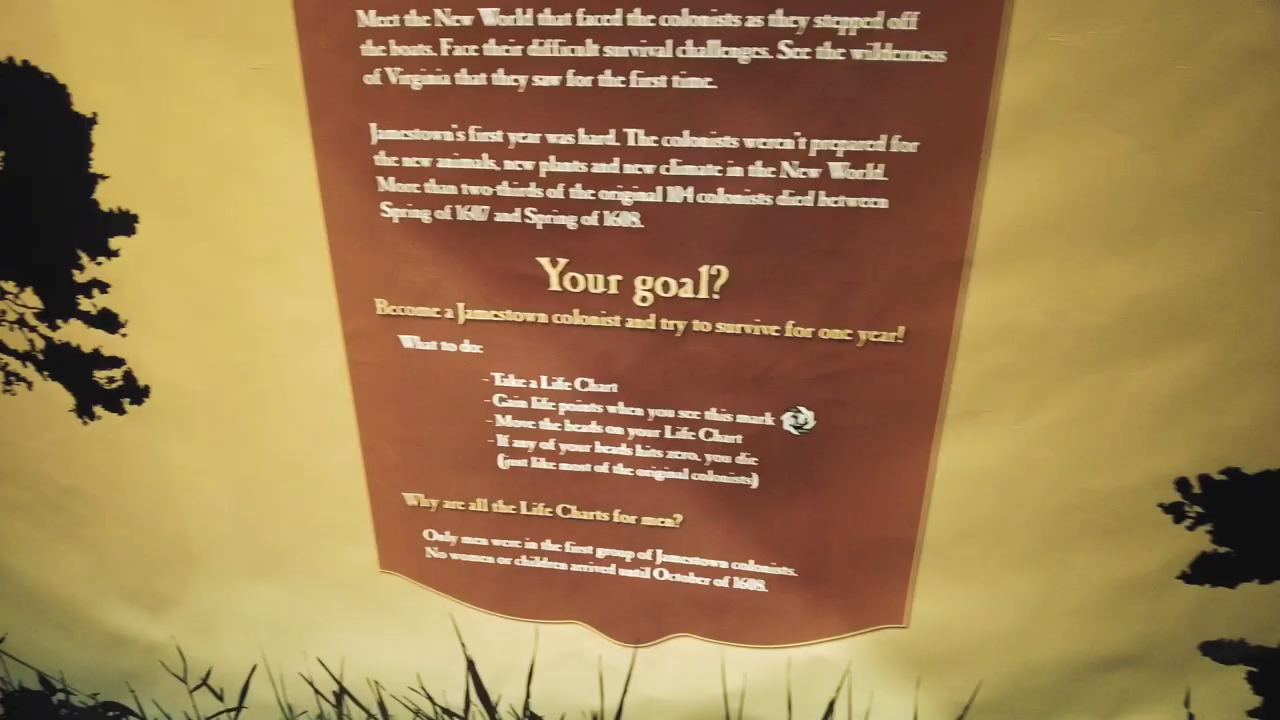 Meet the New World that faced the colonists as they stepped off
the boats. Face their difficult survival challenges. See the wilderness
of Virginia that they saw for the first time.
Jamestown's first year was hard. The colonists weren't prepared for
the new animals, new plants and new climate in the New World.
More than two-thirds of the original 104 colonists died between
Spring of 1607 and Spring of 1608.
Your goal?
Become a Jamestown colonist and try to survive for one year!
What to do:
- Take a Life Chart
- Gain life points when you see this mark
- Move the beads on your Life Chart
- If any of your beads hits zero, you die
(just like most of the original colonists)
Why are all the Life Charts for men?
Only men were in the first group of Jamestown colonists.
No women or children arrived until October of 1608.